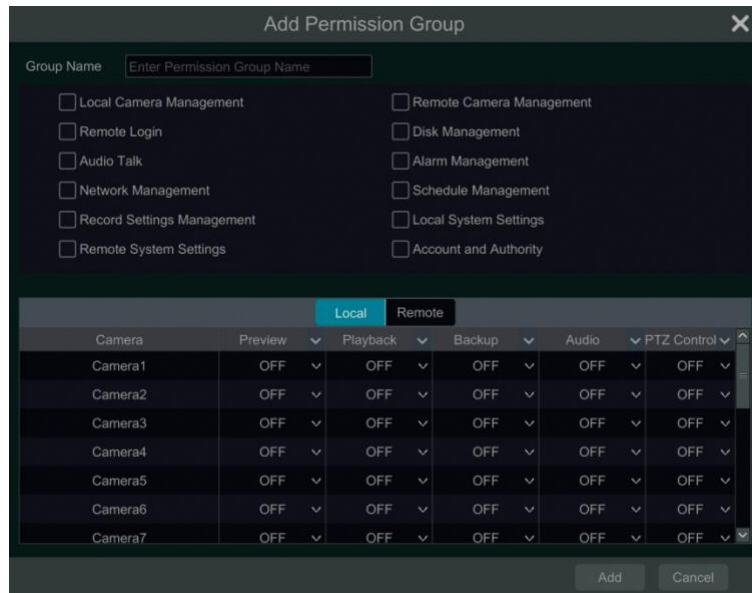 Add Permission Group
Group Name Enter Permission Group Name
Local Camera Management Remote Camera Management
Remote Login Disk Management
Audio Talk Alarm Management
Network Management Schedule Management
Record Settings Management Local System Settings
Remote System Settings Account and Authority
Local Remote
Camera Preview Playback Backup Audio PTZ Control
Camera1 OFF OFF OFF OFF OFF
Camera2 OFF OFF OFF OFF OFF
Camera3 OFF OFF OFF OFF OFF
Camera4 OFF OFF OFF OFF OFF
Camera5 OFF OFF OFF OFF OFF
Camera6 OFF OFF OFF OFF OFF
Camera7 OFF OFF OFF OFF OFF
Add Cancel